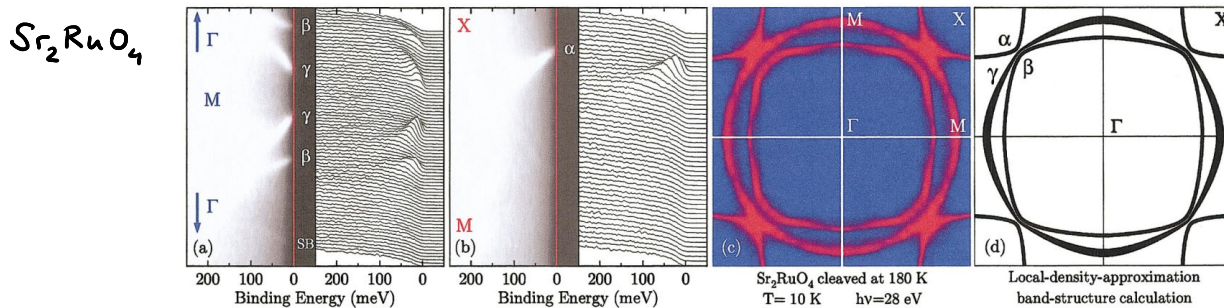 Sr₂RuO₄
Γ
M
Γ
β
γ
γ
β
SB
(a)
200 100 0 200 100 0
Binding Energy (meV)
X
M
α
(b)
200 100 0 200 100 0
Binding Energy (meV)
M X
Γ M
(c)
Sr₂RuO₄ cleaved at 180 K
T= 10 K hν=28 eV
X
α
γ β
Γ
(d)
Local-density-approximation
band-structure calculation